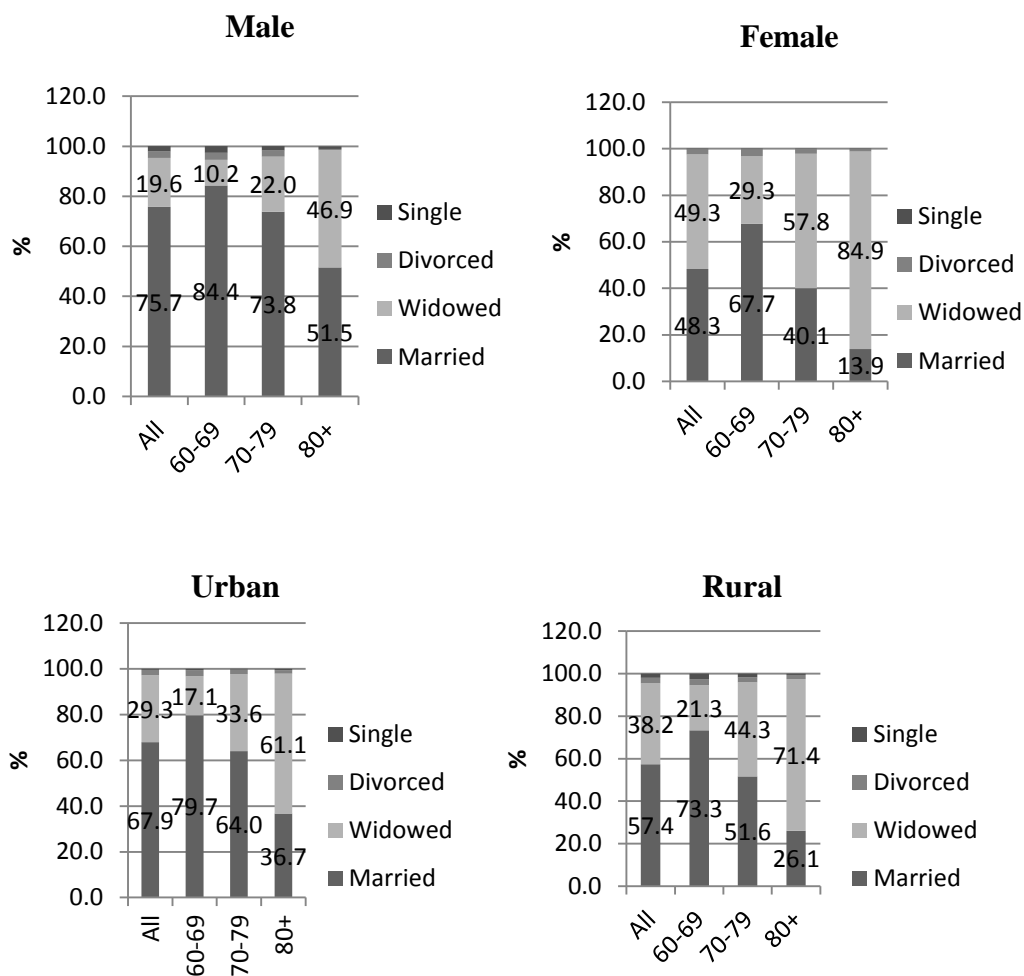 Male
120.0
100.0
80.0
60.0
40.0
20.0
0.0
%
19.6 10.2 22.0 46.9
75.7 84.4 73.8 51.5
All 60-69 70-79 80+
Single
Divorced
Widowed
Married
Female
120.0
100.0
80.0
60.0
40.0
20.0
0.0
%
49.3 29.3 57.8 84.9
48.3 67.7 40.1 13.9
All 60-69 70-79 80+
Single
Divorced
Widowed
Married
Urban
120.0
100.0
80.0
60.0
40.0
20.0
0.0
%
29.3 17.1 33.6 61.1
67.9 79.7 64.0 36.7
All 60-69 70-79 80+
Single
Divorced
Widowed
Married
Rural
120.0
100.0
80.0
60.0
40.0
20.0
0.0
%
38.2 21.3 44.3 71.4
57.4 73.3 51.6 26.1
All 60-69 70-79 80+
Single
Divorced
Widowed
Married